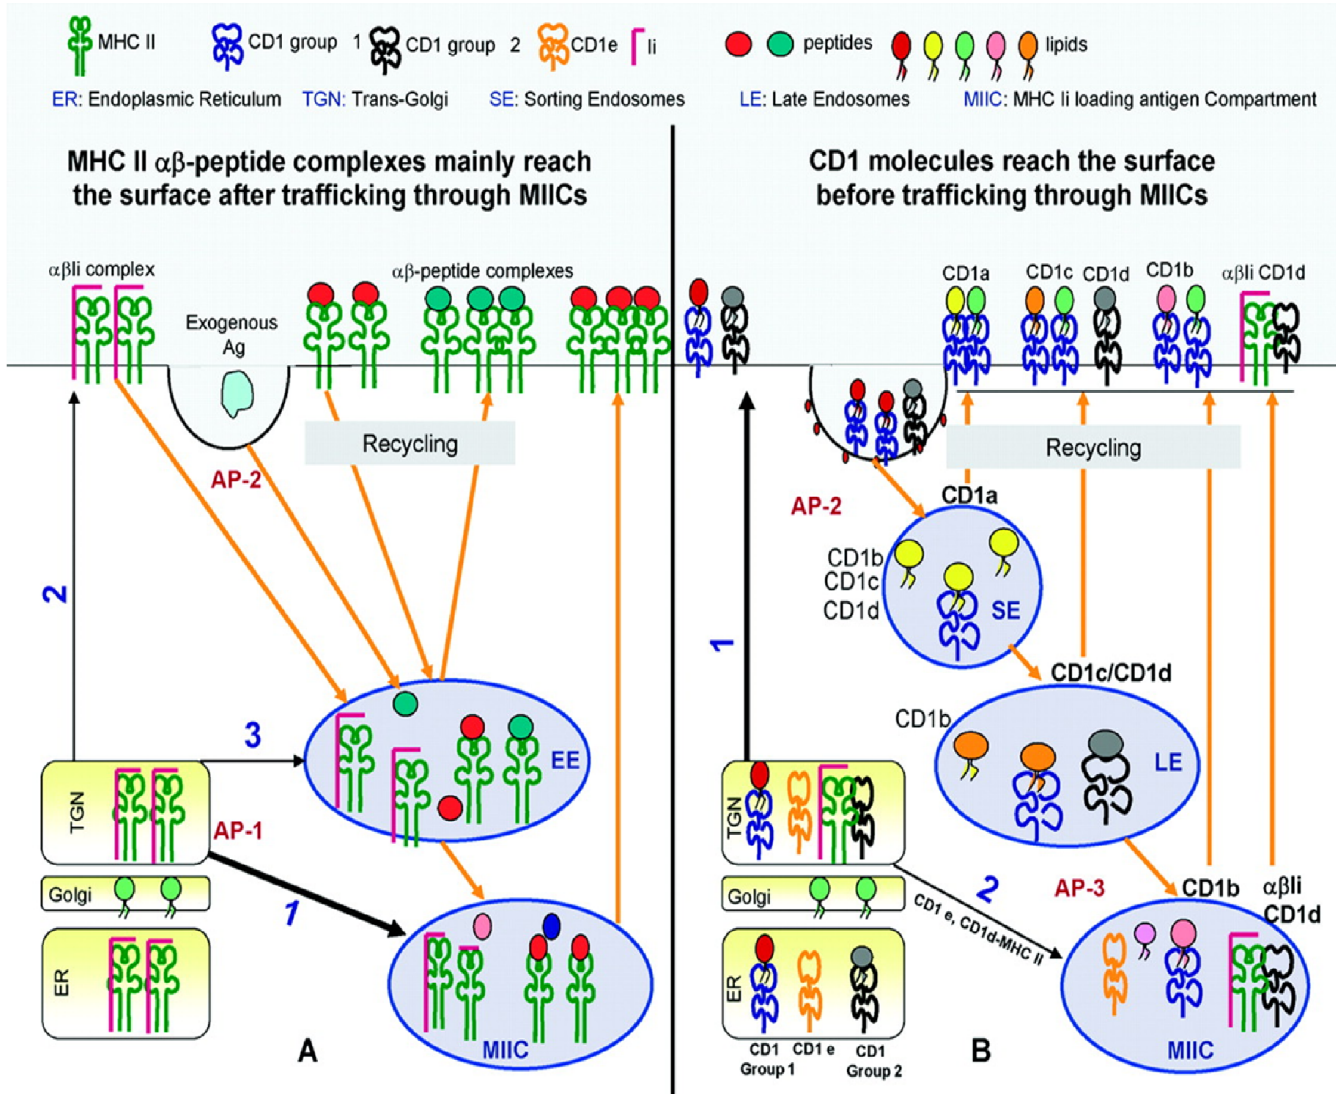 MHC II
CD1 group 1
CD1 group 2
CD1e
Ii
peptides
lipids
ER: Endoplasmic Reticulum
TGN: Trans-Golgi
SE: Sorting Endosomes
LE: Late Endosomes
MIIC: MHC Ii loading antigen Compartment
MHC II αβ-peptide complexes mainly reach
the surface after trafficking through MIICs
αβIi complex
Exogenous
Ag
αβ-peptide complexes
Recycling
AP-2
2
3
EE
TGN
AP-1
Golgi
1
ER
MIIC
A
CD1 molecules reach the surface
before trafficking through MIICs
CD1a
CD1c
CD1d
CD1b
αβIi CD1d
Recycling
AP-2
CD1a
CD1b
CD1c
CD1d
SE
1
CD1c/CD1d
CD1b
LE
TGN
AP-3
CD1b
αβIi
CD1d
Golgi
2
CD1 e, CD1d-MHC II
ER
MIIC
CD1
Group 1
CD1 e
CD1
Group 2
B